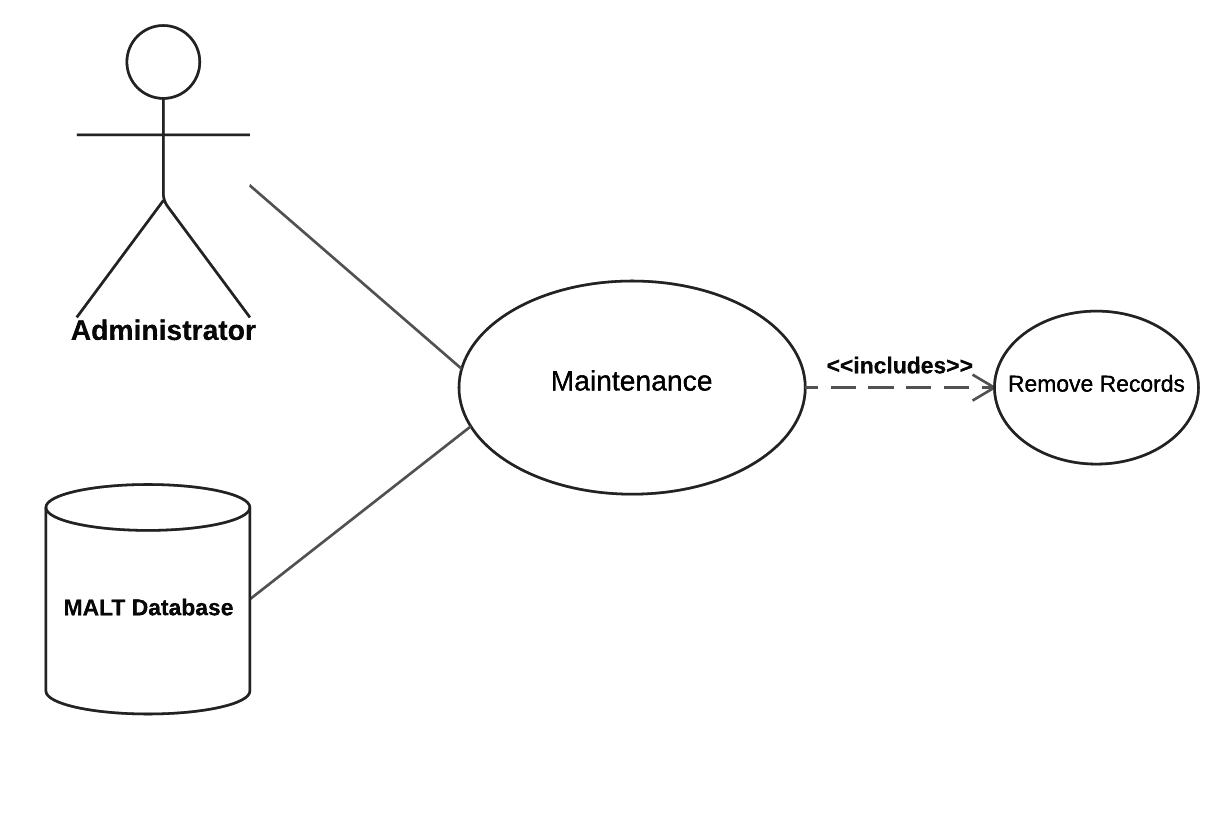 Administrator
Maintenance
<<includes>>
Remove Records
MALT Database